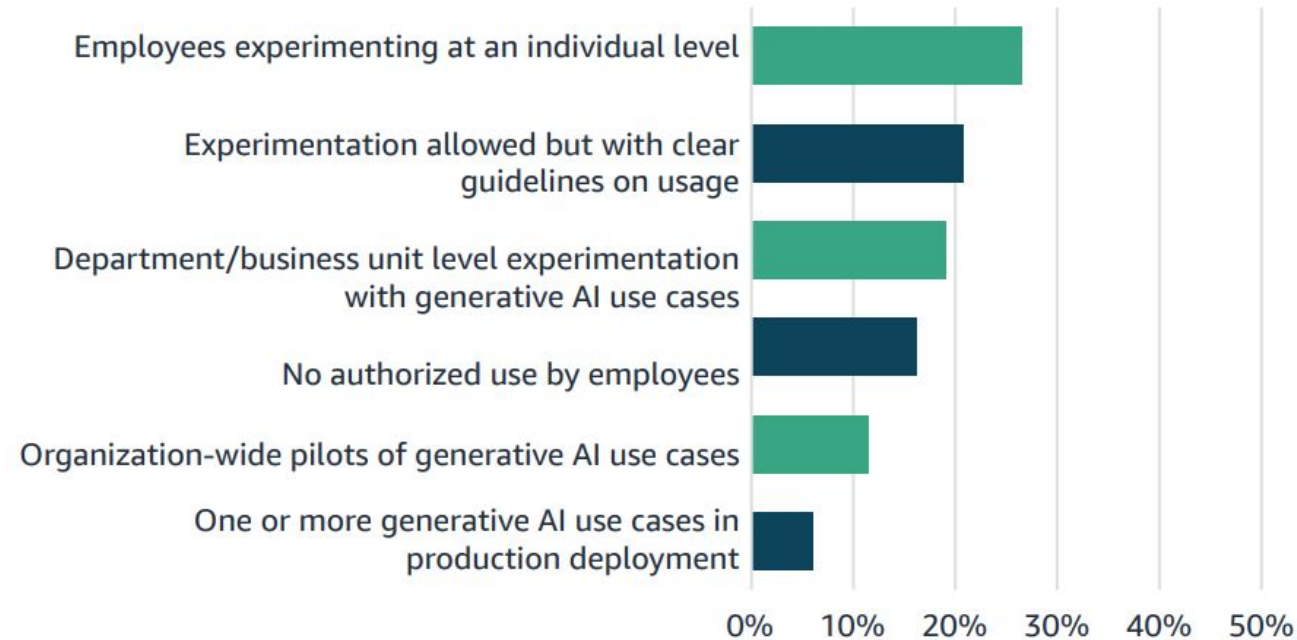 Employees experimenting at an individual level
Experimentation allowed but with clear
guidelines on usage
Department/business unit level experimentation
with generative AI use cases
No authorized use by employees
Organization-wide pilots of generative AI use cases
One or more generative AI use cases in
production deployment
0% 10% 20% 30% 40% 50%